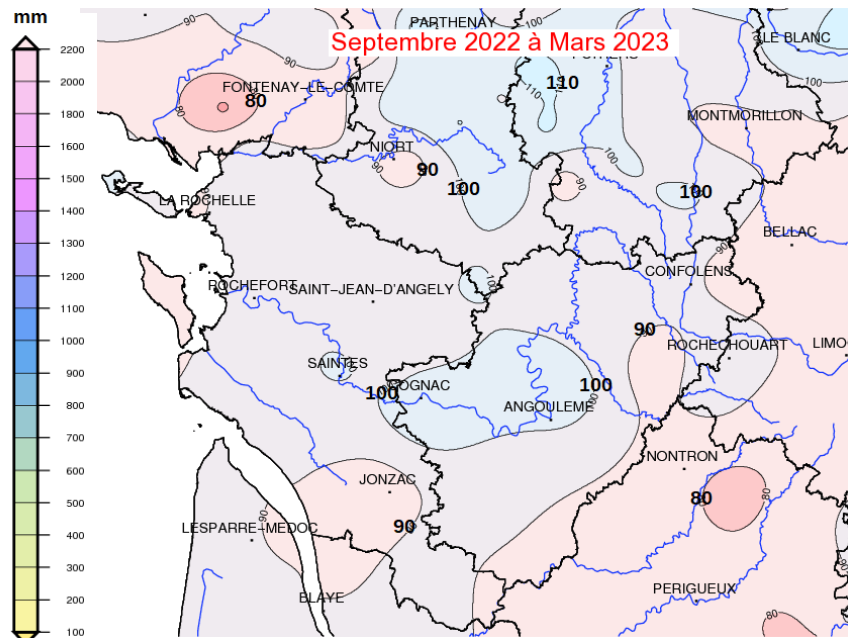 mm
2200
2000
1800
1600
1500
1400
1300
1200
1100
1000
900
800
700
600
500
400
300
200
100
Septembre 2022 à Mars 2023
PARTHENAY
LE BLANC
FONTENAY-LE-COMTE
MONTMORILLON
NIORT
LA ROCHELLE
BELLAC
CONFOLENS
ROCHEFORT
SAINT-JEAN-D'ANGELY
ROCHECHOUART
LIMO
SAINTES
COGNAC
ANGOULEME
NONTRON
JONZAC
LESPARRE-MEDOC
BLAYE
PERIGUEUX
80
110
90
100
100
90
100
100
80
90